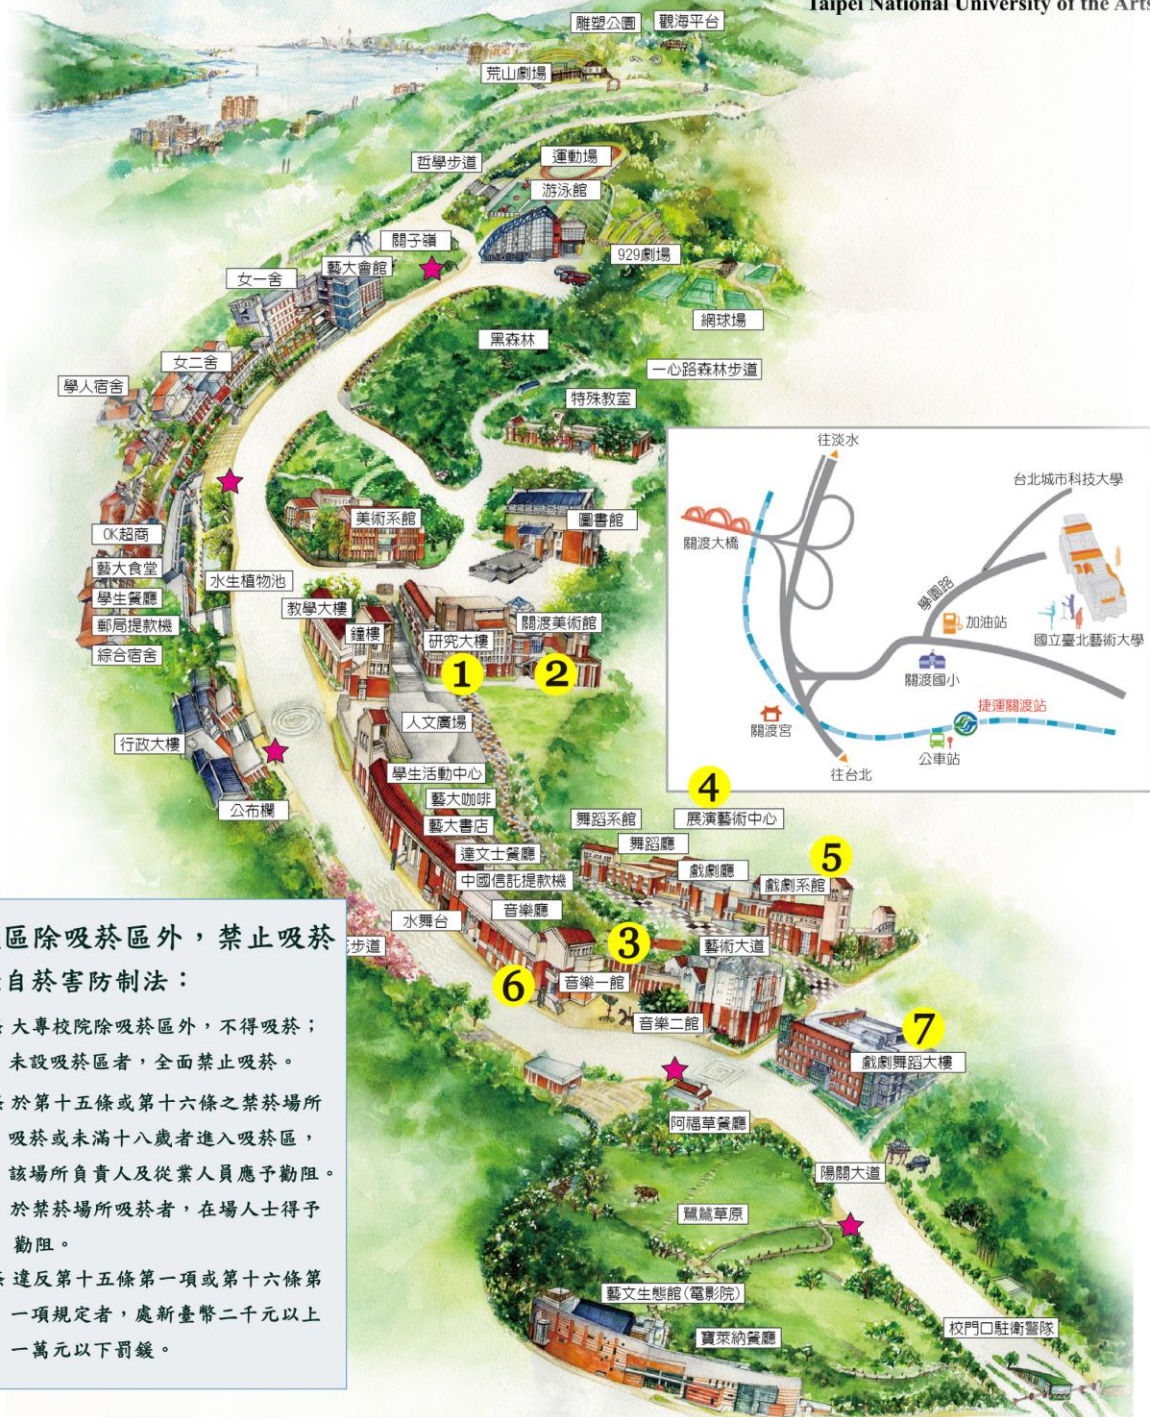 Taipei National University of the Arts
雕塑公園
觀海平台
荒山劇場
哲學步道
運動場
游泳館
關子嶺
929劇場
藝大會館
女一舍
網球場
黑森林
女二舍
一心路森林步道
學人宿舍
特殊教室
美術系館
圖書館
OK超商
藝大食堂
學生餐廳
郵局提款機
綜合宿舍
水生植物池
教學大樓
鐘樓
研究大樓
關渡美術館
1
2
人文廣場
行政大樓
學生活動中心
公布欄
藝大咖啡
藝大書店
達文士餐廳
中國信託提款機
4
展演藝術中心
舞蹈系館
舞蹈廳
戲劇廳
5
戲劇系館
音樂廳
水舞台
步道
3
藝術大道
6
音樂一館
音樂二館
7
戲劇舞蹈大樓
阿福草餐廳
陽關大道
鷺鷥草原
藝文生態館(電影院)
寶萊納餐廳
校門口駐衛警隊
往淡水
台北城市科技大學
關渡大橋
學園路
加油站
國立臺北藝術大學
關渡國小
關渡宮
捷運關渡站
公車站
往台北
區除吸菸區外，禁止吸菸
自菸害防制法：
大專校院除吸菸區外，不得吸菸；
未設吸菸區者，全面禁止吸菸。
於第十五條或第十六條之禁菸場所
吸菸或未滿十八歲者進入吸菸區，
該場所負責人及從業人員應予勸阻。
於禁菸場所吸菸者，在場人士得予
勸阻。
違反第十五條第一項或第十六條第
一項規定者，處新臺幣二千元以上
一萬元以下罰鍰。